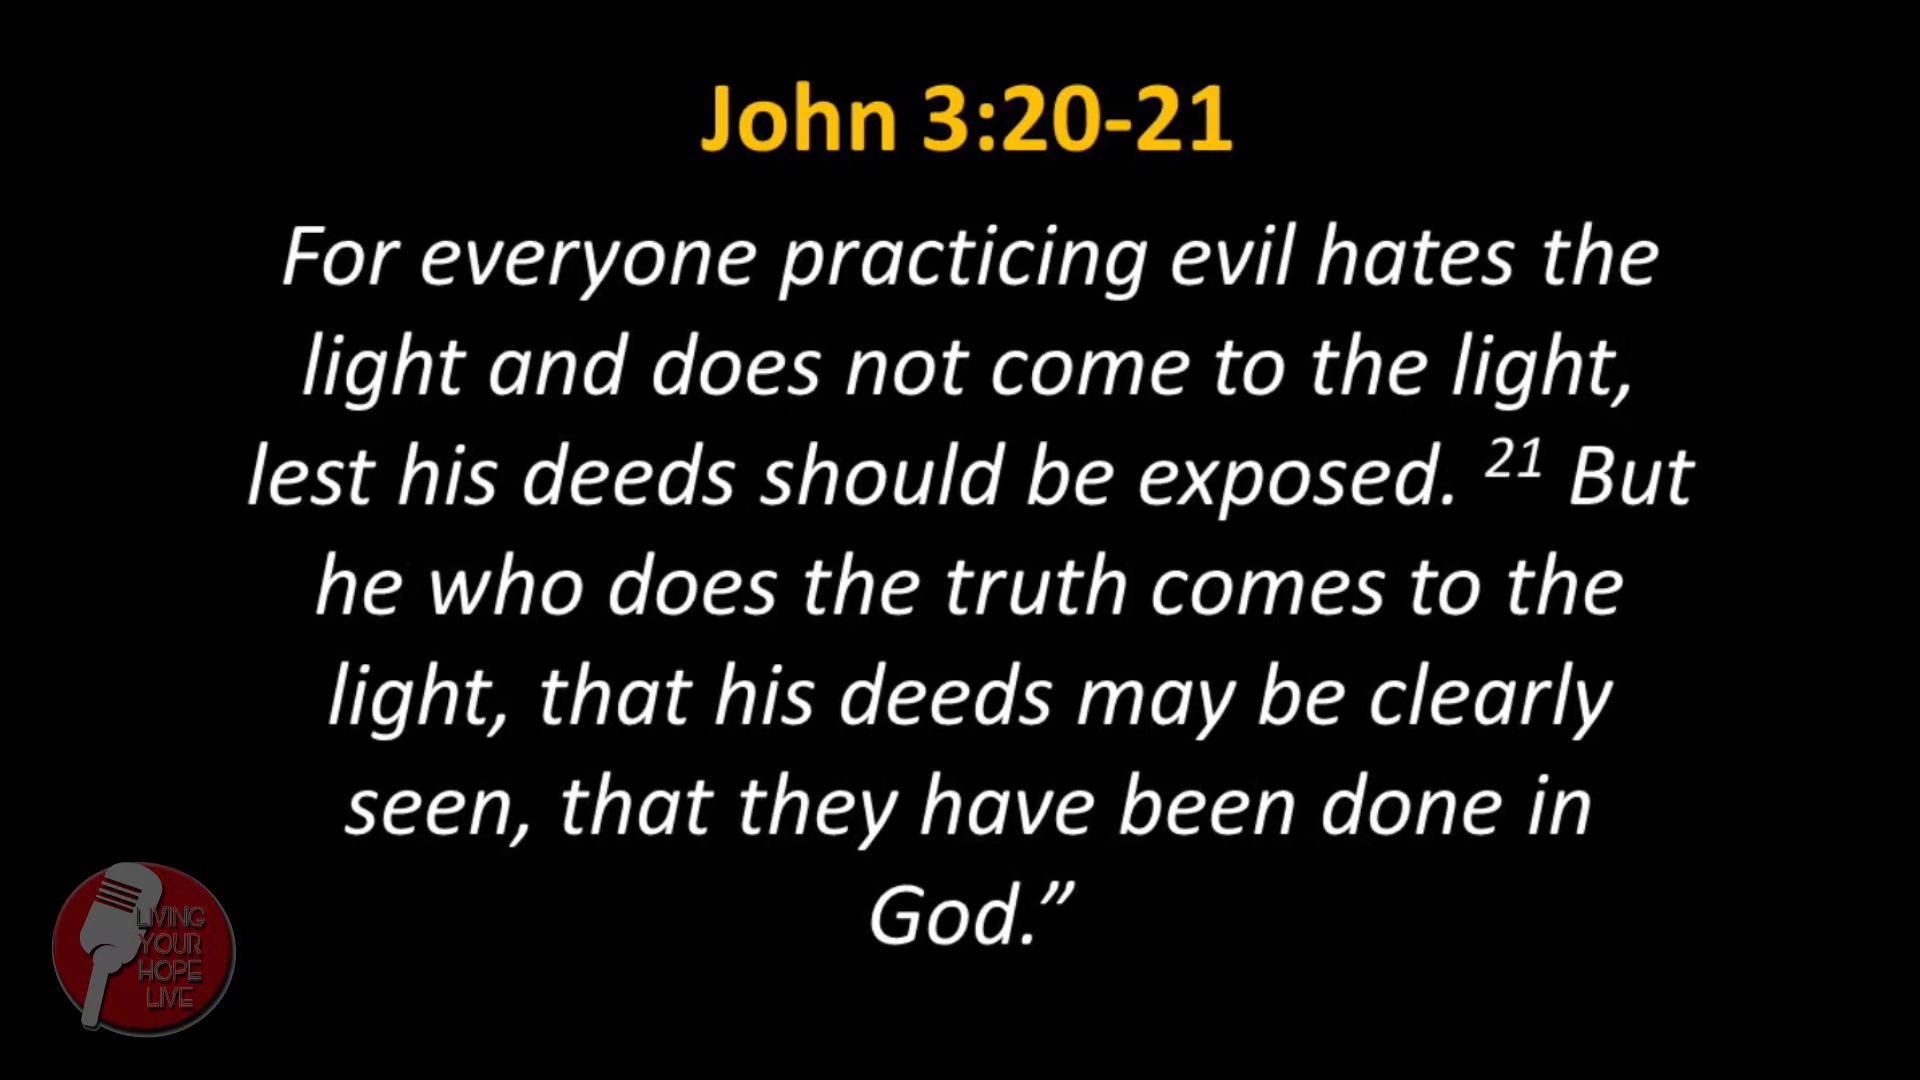 John 3:20-21
For everyone practicing evil hates the
light and does not come to the light,
lest his deeds should be exposed. 21 But
he who does the truth comes to the
light, that his deeds may be clearly
seen, that they have been done in
God.”
LIVING
YOUR
HOPE
LIVE